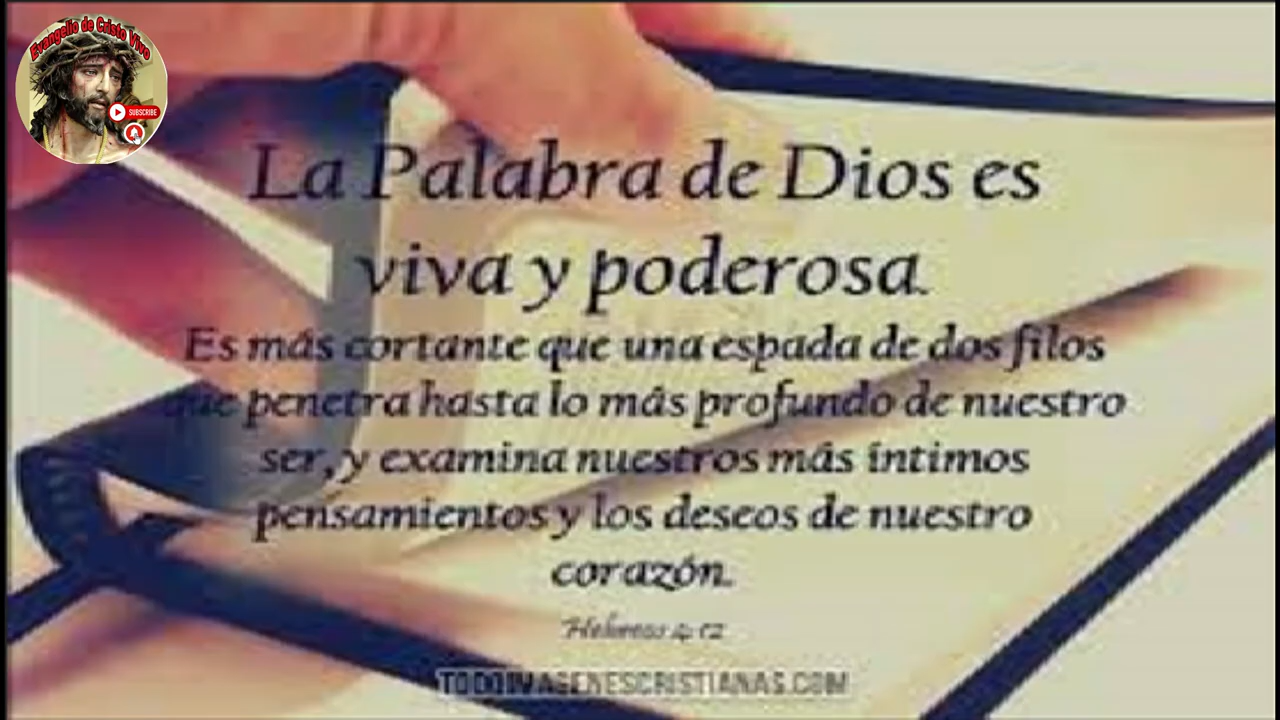 Evangelio de Cristo Vivo
SUBSCRIBE
La Palabra de Dios es
viva y poderosa.
Es más cortante que una espada de dos filos
que penetra hasta lo más profundo de nuestro
ser, y examina nuestros más íntimos
pensamientos y los deseos de nuestro
corazón.
Hebreos 4:12
TODOIMAGENESCRISTIANAS.COM